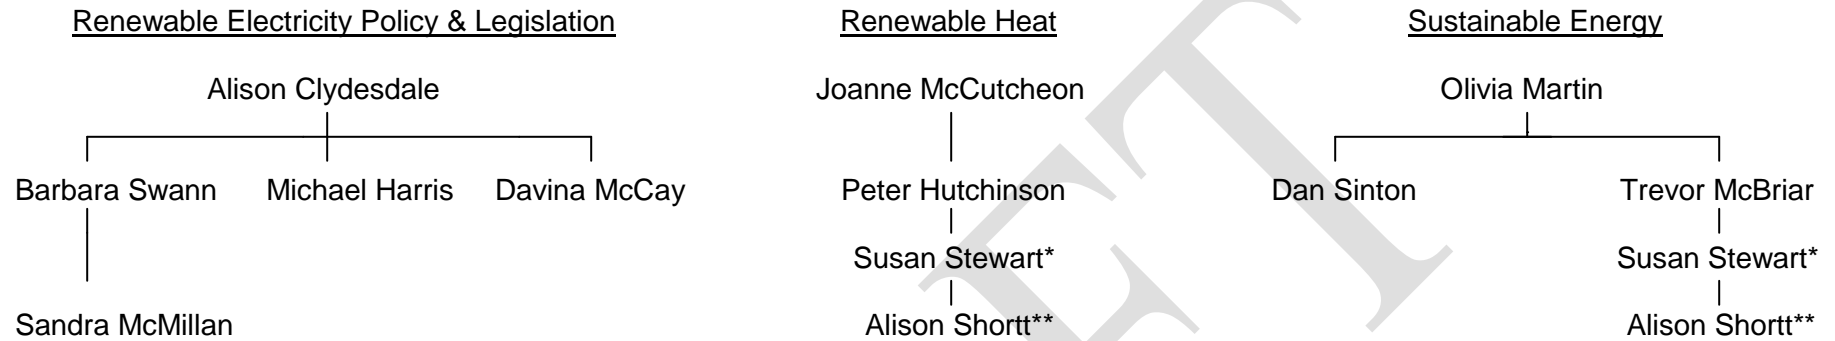 Renewable Electricity Policy & Legislation Renewable Heat Sustainable Energy
Alison Clydesdale Joanne McCutcheon Olivia Martin
Barbara Swann Michael Harris Davina McCay Peter Hutchinson Dan Sinton Trevor McBriar
Susan Stewart* Susan Stewart*
Sandra McMillan Alison Shortt** Alison Shortt**